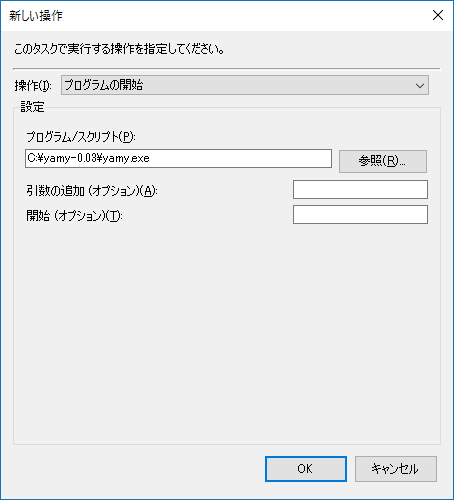 新しい操作
このタスクで実行する操作を指定してください。
操作(I): プログラムの開始
設定
プログラム/スクリプト(P):
C:¥yamy-0.03¥yamy.exe 参照(R)...
引数の追加 (オプション)(A):
開始 (オプション)(T):
OK キャンセル